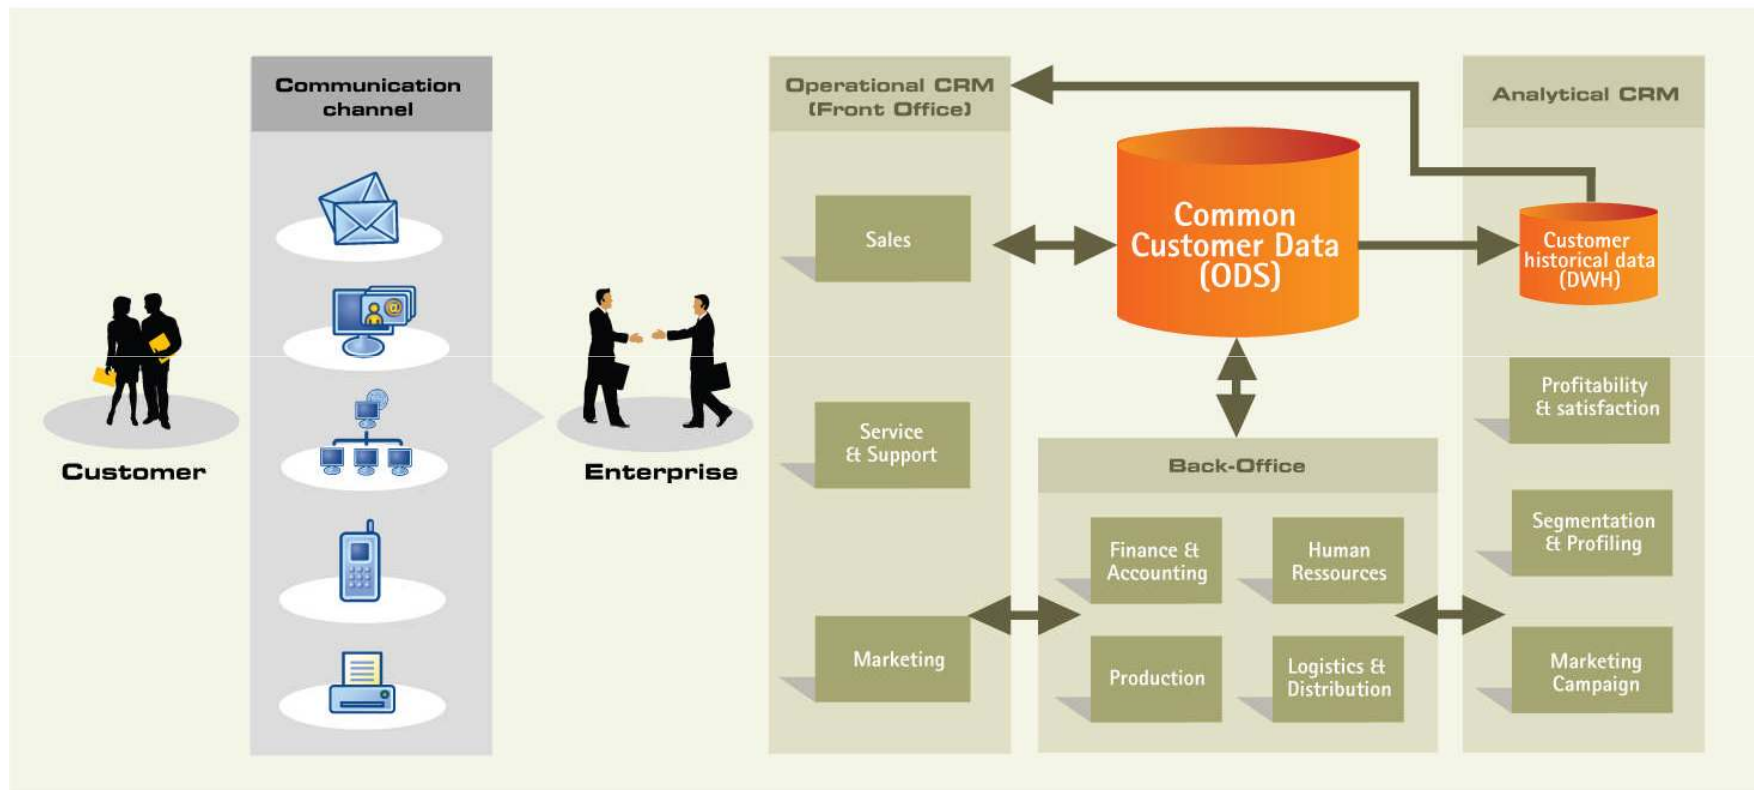 Communication
channel
Customer
Enterprise
Operational CRM
(Front Office)
Sales
Service
& Support
Marketing
Common
Customer Data
(ODS)
Back-Office
Finance &
Accounting
Human
Ressources
Production
Logistics &
Distribution
Analytical CRM
Customer
historical data
(DWH)
Profitability
& satisfaction
Segmentation
& Profiling
Marketing
Campaign
@